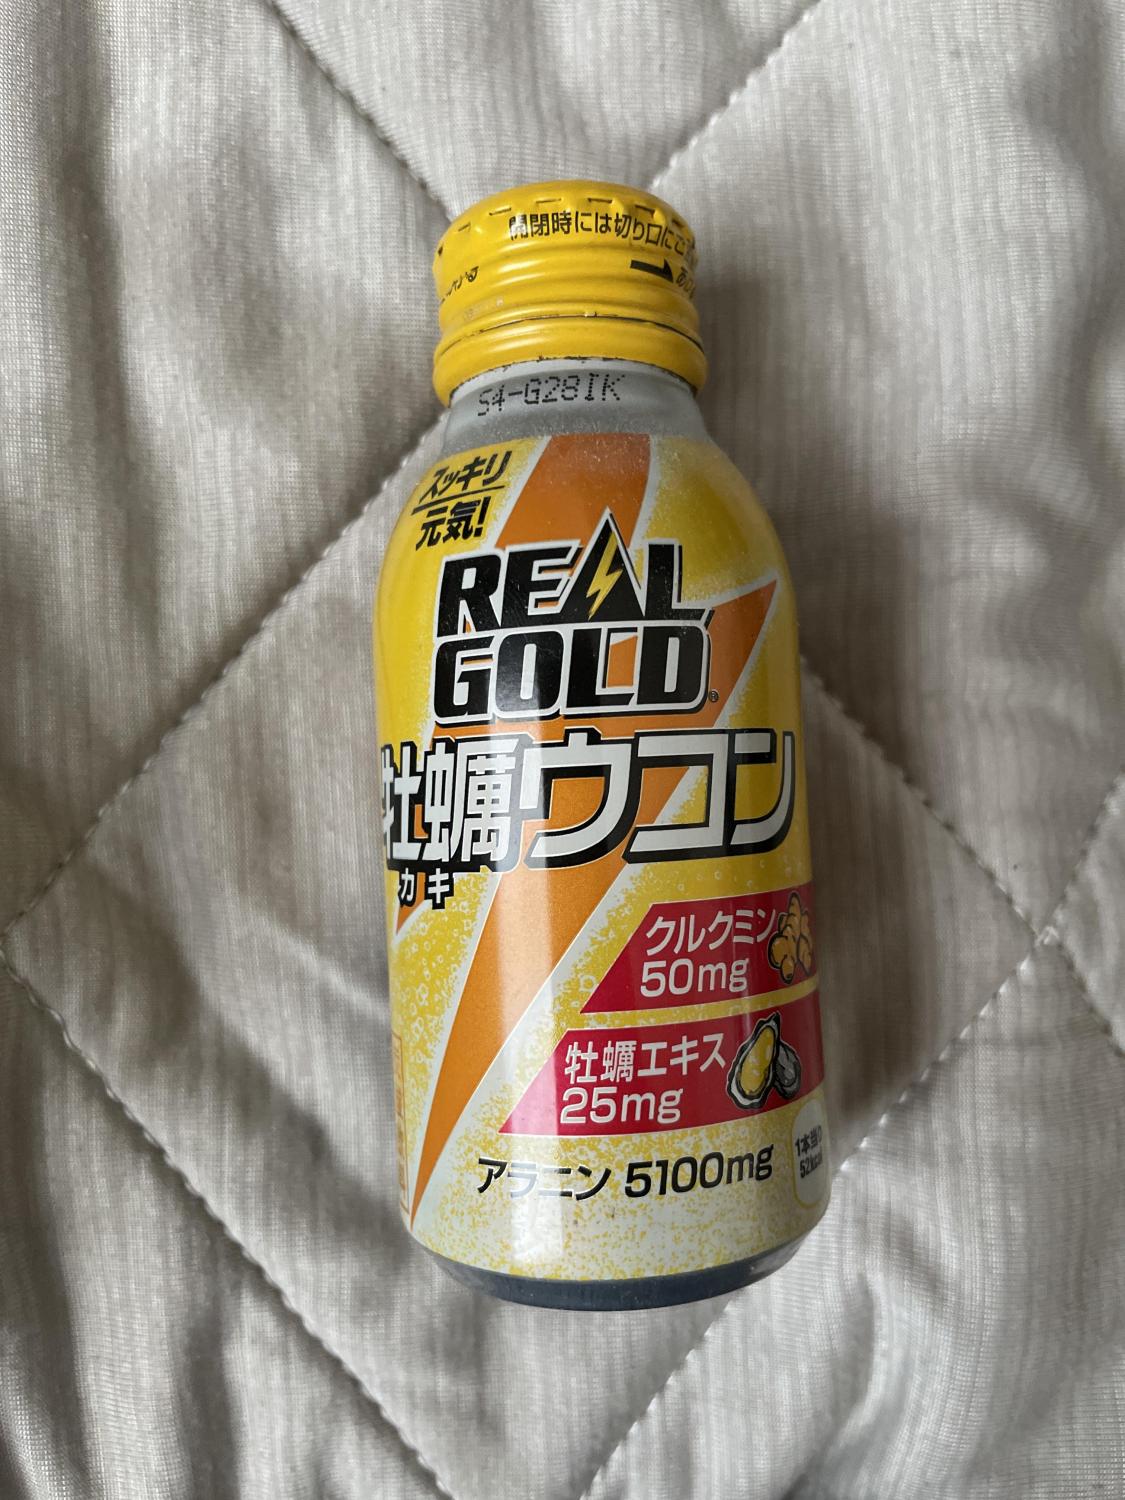 開閉時には切り口にご
S4-G28IK
スッキリ
元気!
REAL
GOLD®
牡蠣ウコン
カキ
クルクミン
50mg
牡蠣エキス
25mg
アラニン 5100mg
1本当り
52kcal